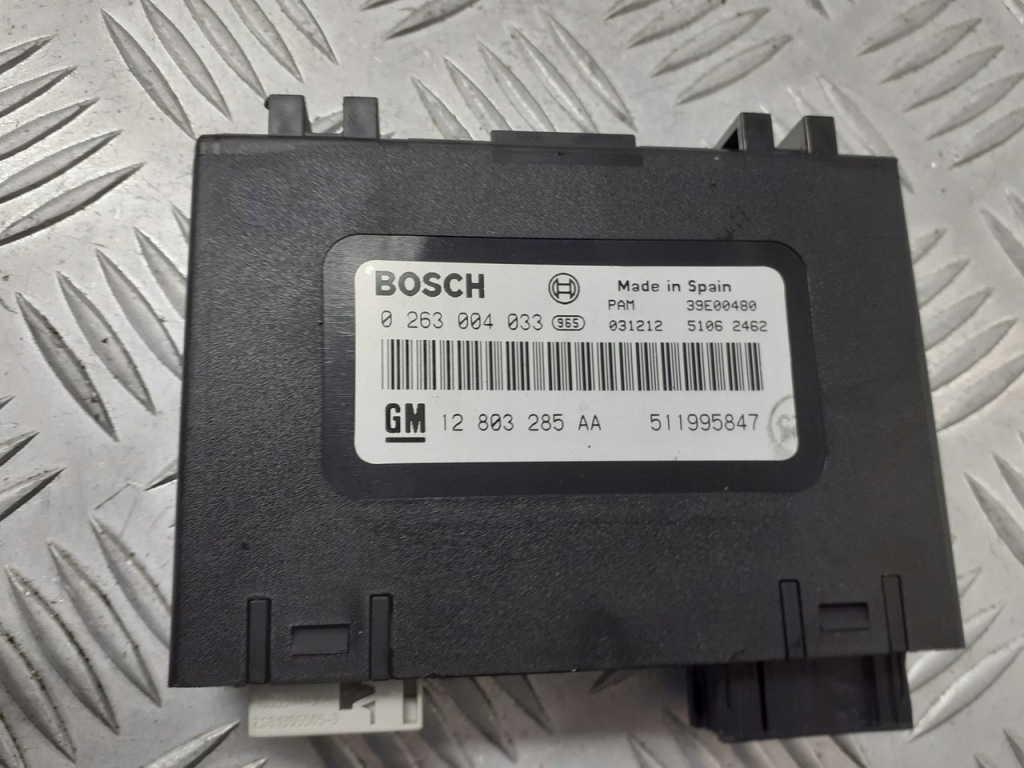 BOSCH Made in Spain
PAM 39E00480
0 263 004 033 965 031212 5106 2462
GM 12 803 285 AA 511995847